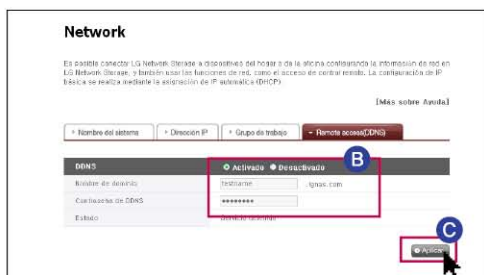 Network
Es posible conectar LG Network Storage a dispositivos del hogar o de la oficina configurando la información de red en
LG Network Storage, y también usar las funciones de red, como el acceso de control remoto. La configuración de IP
básica se realiza mediante la asignación de IP automática (DHCP)
[Más sobre Ayuda]
Nombre del sistema Dirección IP Grupo de trabajo Remote access(DDNS)
B
DDNS Activado Desactivado
Nombre de dominio testname .lgnas.com
Contraseña de DDNS ********
Estado Servicio
C
Aplicar